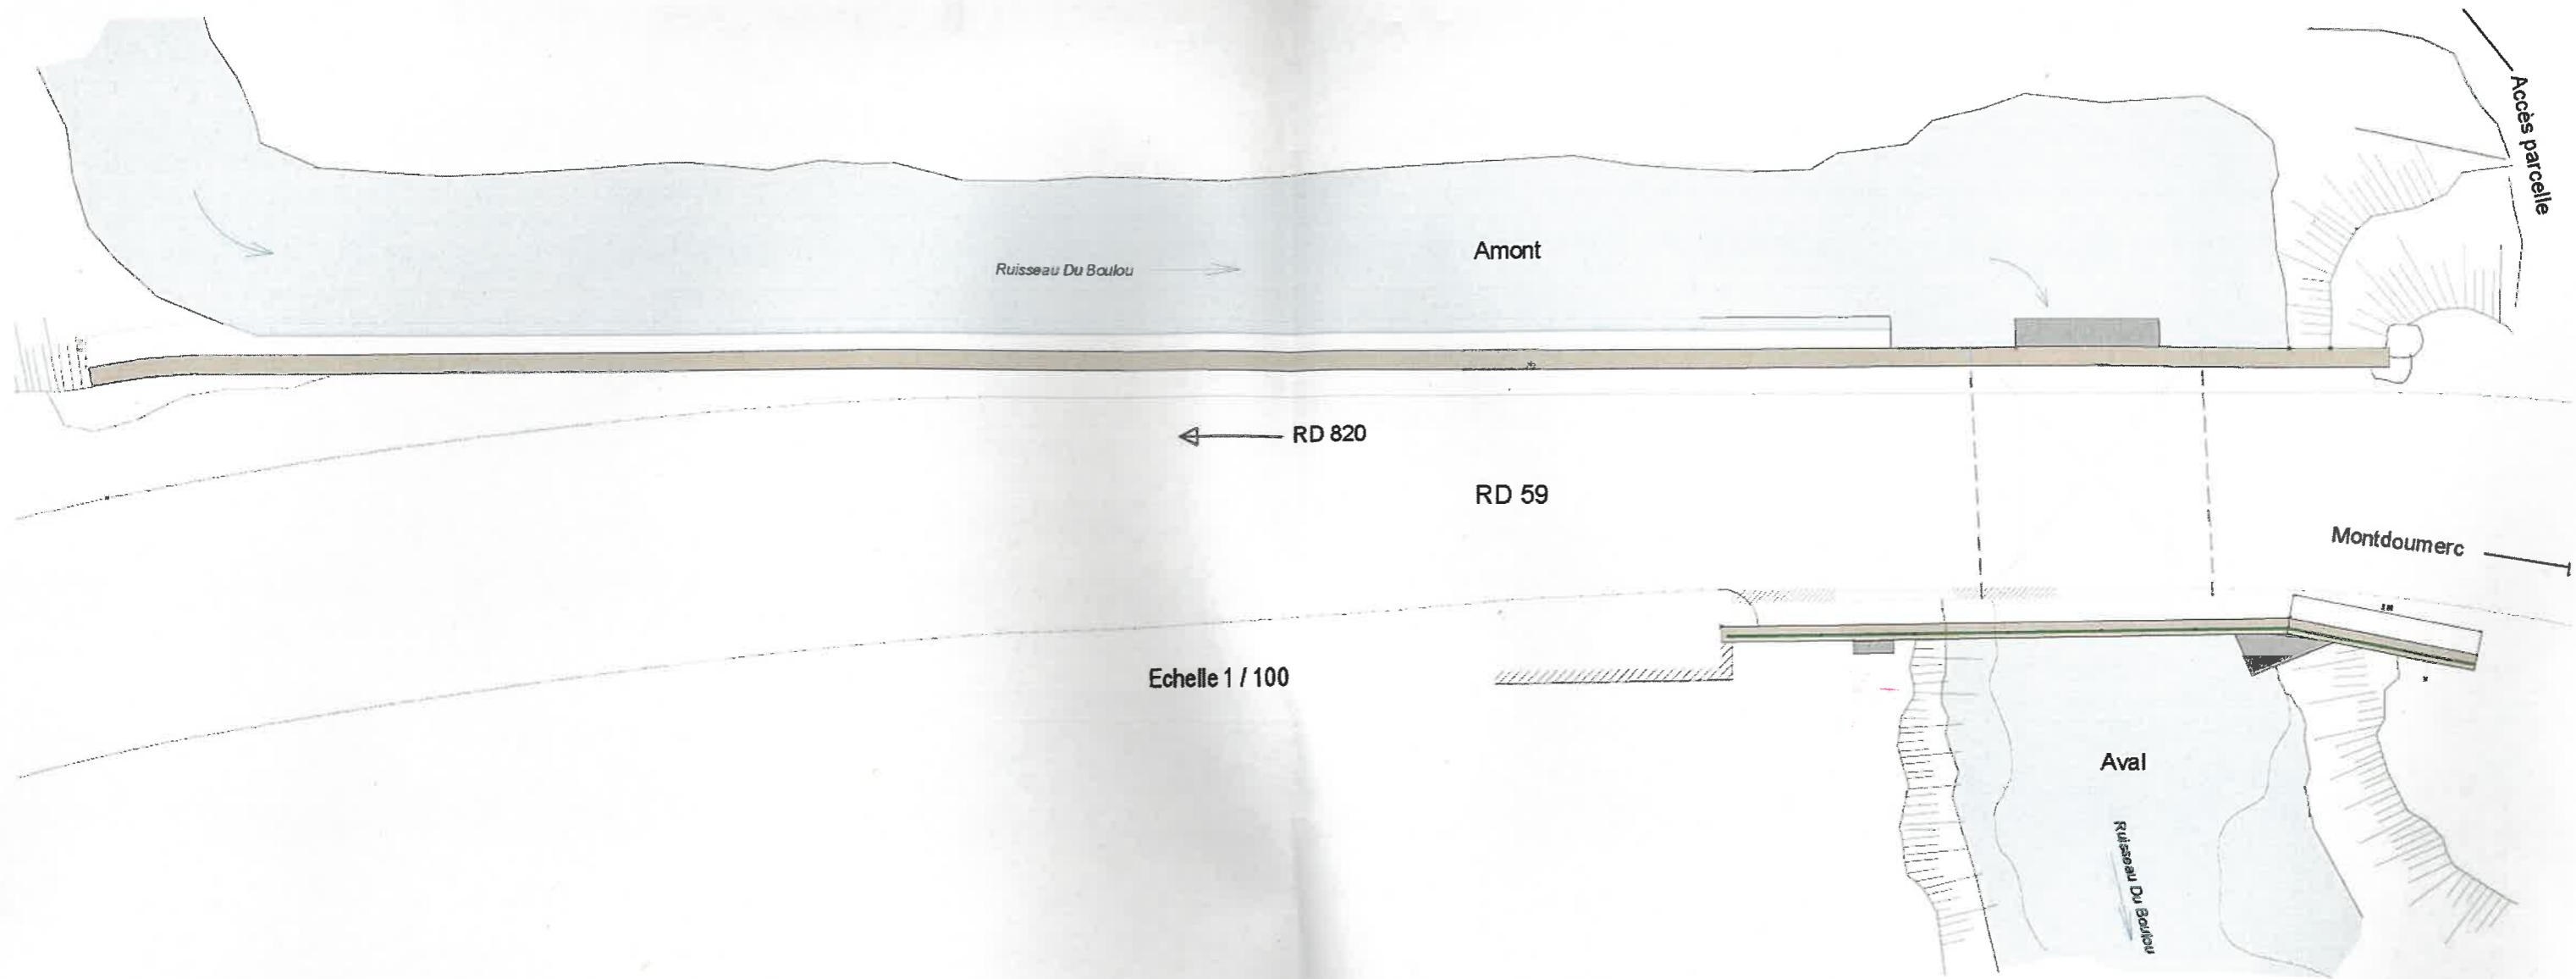 Accès parcelle
Amont
Ruisseau Du Boulou
RD 820
RD 59
Montdoumerc
Echelle 1 / 100
Aval
Ruisseau Du Boulou